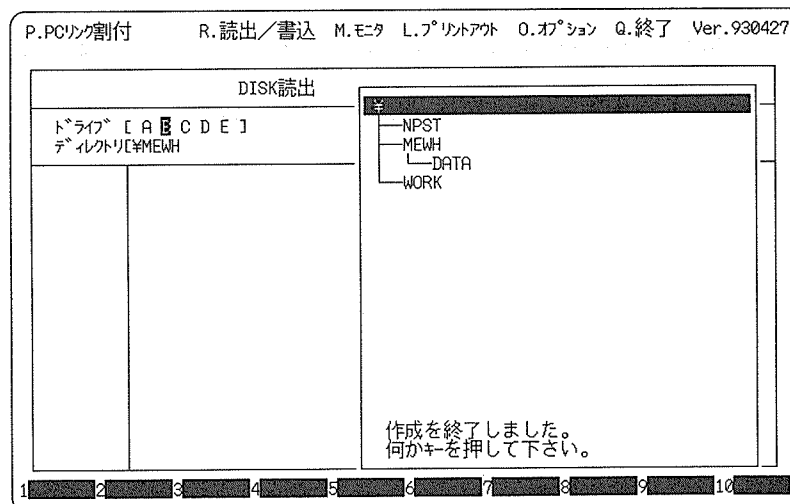 P.PCリンク割付 R.読出／書込 M.モニタ L.プリントアウト O.オプション Q.終了 Ver.930427
DISK読出
ドライブ [ A B C D E ]
ディレクトリ[¥MEWH
¥
NPST
MEWH
DATA
WORK
作成を終了しました。
何かキーを押して下さい。
1 2 3 4 5 6 7 8 9 10